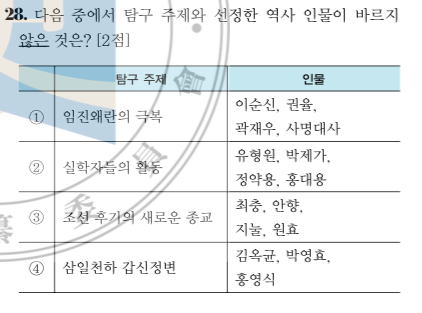 28. 다음 중에서 탐구 주제와 선정한 역사 인물이 바르지
않은 것은? [2점]
탐구 주제 인물
① 임진왜란의 극복 이순신, 권율,
곽재우, 사명대사
② 실학자들의 활동 유형원, 박제가,
정약용, 홍대용
③ 조선 후기의 새로운 종교 최충, 안향,
지눌, 원효
④ 삼일천하 갑신정변 김옥균, 박영효,
홍영식
會
員
委